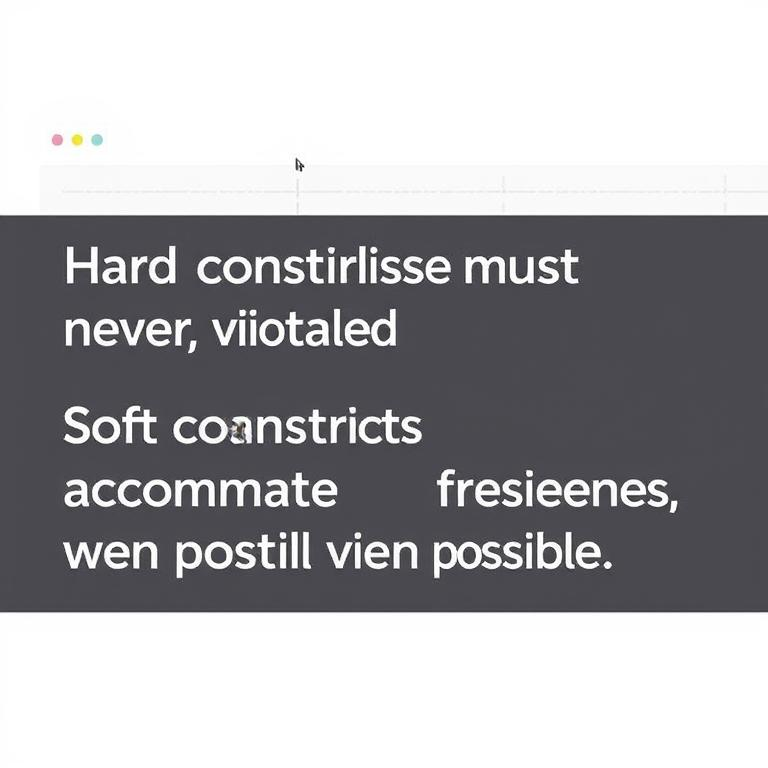 Hard constirlisse must
never, viiotaled
Soft coanstricts
accommate fresieenes,
wen postill vien possible.